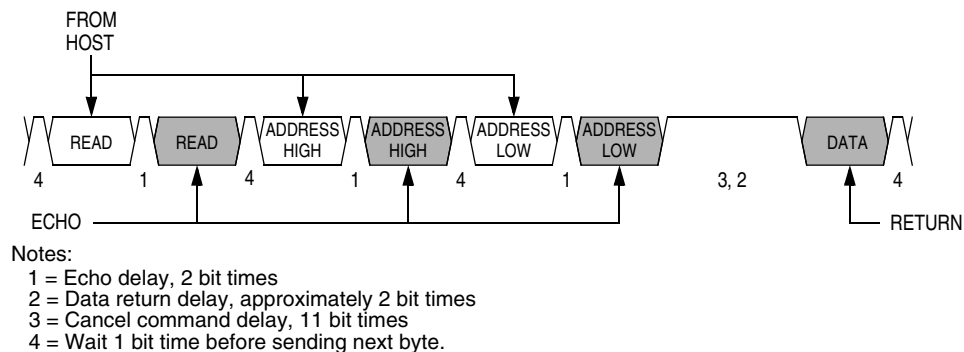 FROM
HOST
READ
READ
ADDRESS
HIGH
ADDRESS
HIGH
ADDRESS
LOW
ADDRESS
LOW
DATA
4
1
4
1
4
1
3, 2
4
ECHO
RETURN
Notes:
1 = Echo delay, 2 bit times
2 = Data return delay, approximately 2 bit times
3 = Cancel command delay, 11 bit times
4 = Wait 1 bit time before sending next byte.